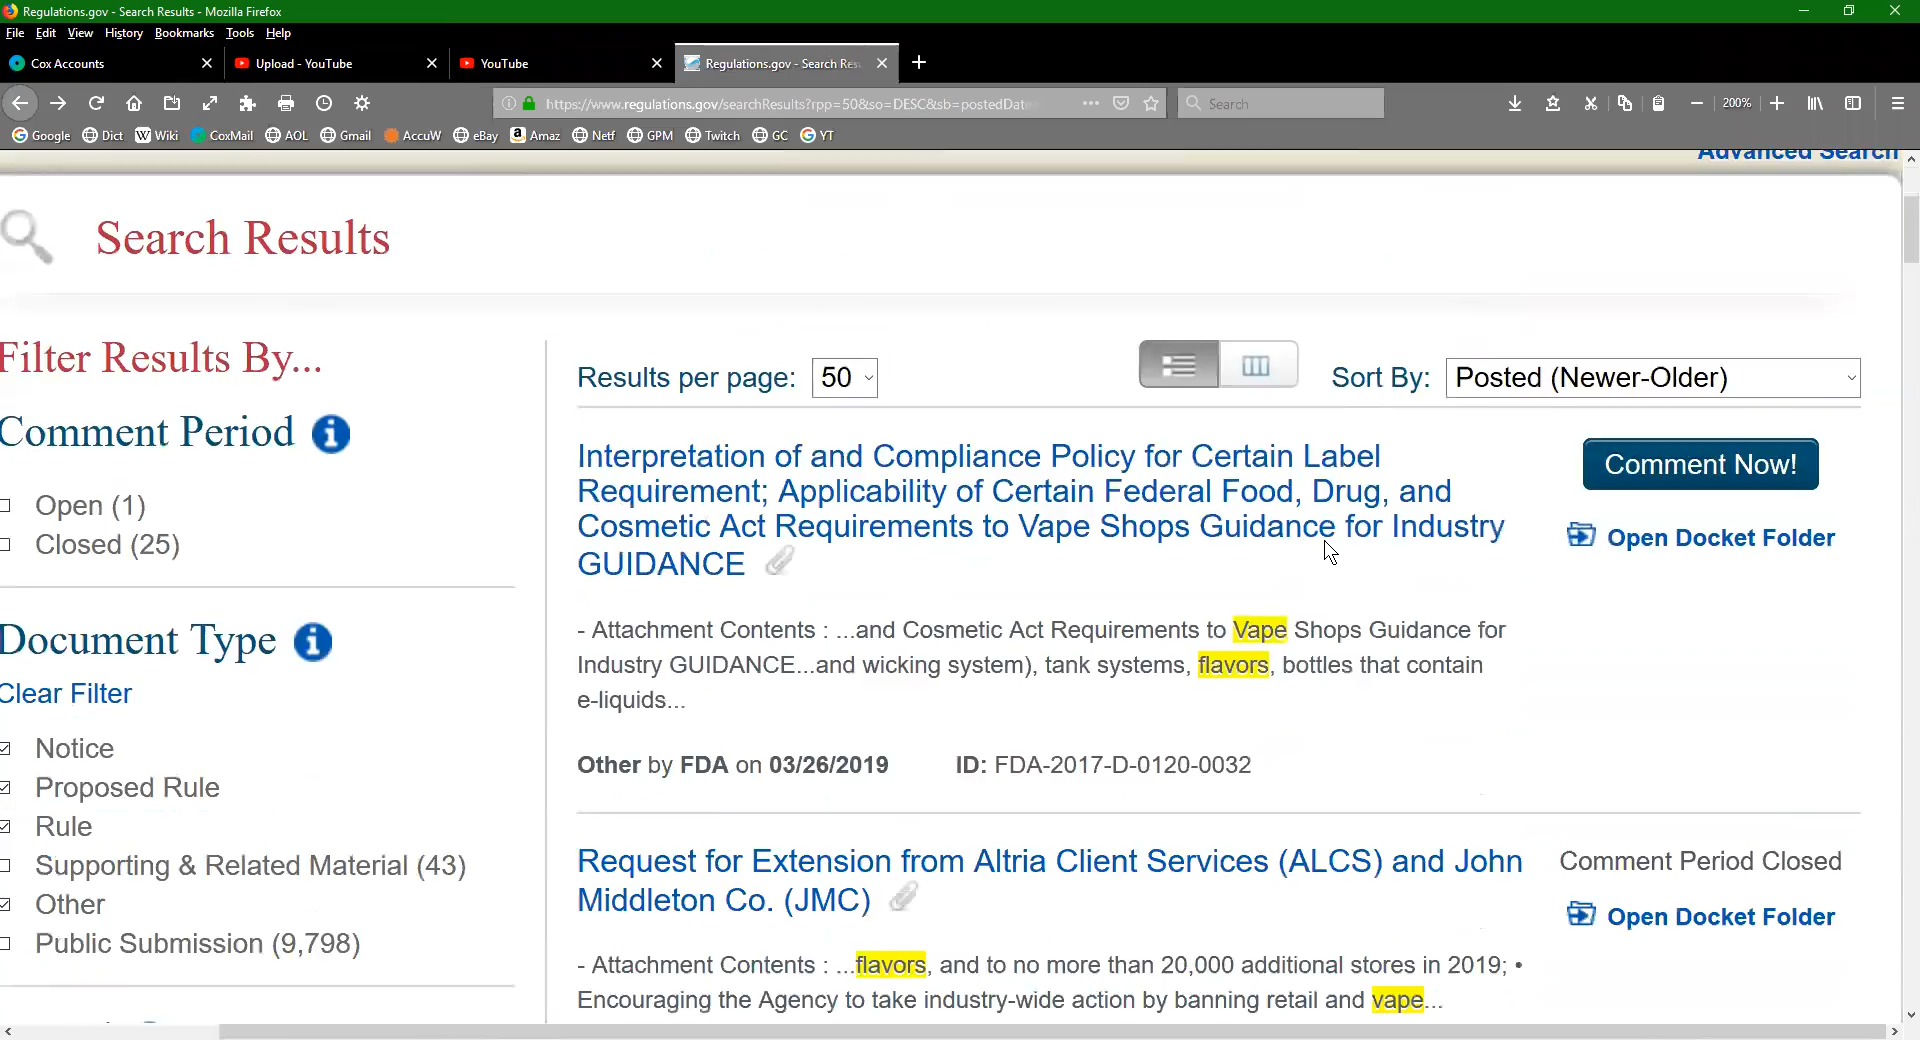 Regulations.gov - Search Results - Mozilla Firefox
File Edit View History Bookmarks Tools Help
Cox Accounts
Upload - YouTube
YouTube
Regulations.gov - Search Res
https://www.regulations.gov/searchResults?rpp=50&so=DESC&sb=postedDate
Search
200%
Google Dict Wiki CoxMail AOL Gmail AccuW eBay Amaz Netf GPM Twitch GC YT
Advanced Search
Search Results
Filter Results By...
Comment Period
Open (1)
Closed (25)
Document Type
Clear Filter
Notice
Proposed Rule
Rule
Supporting & Related Material (43)
Other
Public Submission (9,798)
Results per page: 50
Sort By: Posted (Newer-Older)
Interpretation of and Compliance Policy for Certain Label
Requirement; Applicability of Certain Federal Food, Drug, and
Cosmetic Act Requirements to Vape Shops Guidance for Industry
GUIDANCE
Comment Now!
Open Docket Folder
- Attachment Contents : ...and Cosmetic Act Requirements to Vape Shops Guidance for
Industry GUIDANCE...and wicking system), tank systems, flavors, bottles that contain
e-liquids...
Other by FDA on 03/26/2019 ID: FDA-2017-D-0120-0032
Request for Extension from Altria Client Services (ALCS) and John
Middleton Co. (JMC)
Comment Period Closed
Open Docket Folder
- Attachment Contents : ...flavors, and to no more than 20,000 additional stores in 2019; •
Encouraging the Agency to take industry-wide action by banning retail and vape...